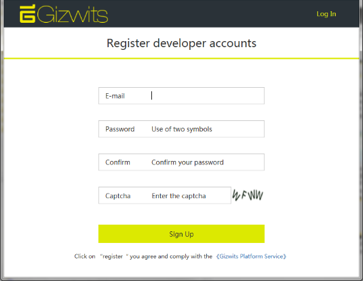 Gizwits
Log In
Register developer accounts
E-mail
Password Use of two symbols
Confirm Confirm your password
Captcha Enter the captcha WFWW
Sign Up
Click on "register" you agree and comply with the 《Gizwits Platform Service》